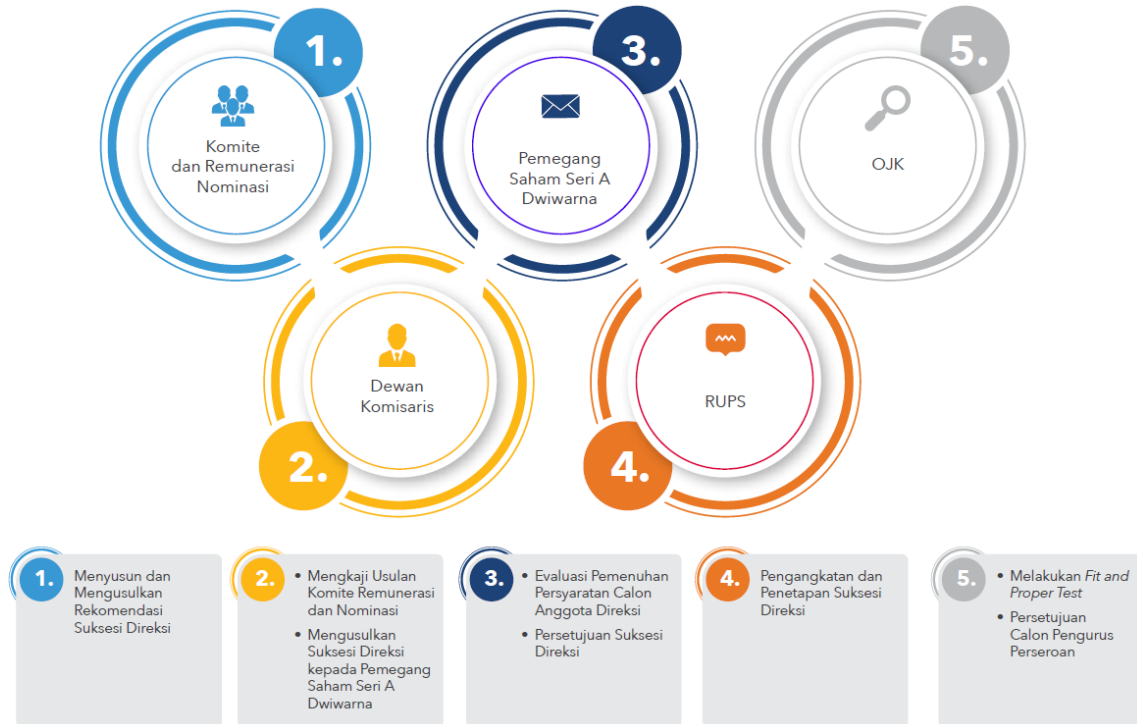 1.
Komite
dan Remunerasi
Nominasi
2.
Dewan
Komisaris
3.
Pemegang
Saham Seri A
Dwiwarna
4.
RUPS
5.
OJK
1.
Menyusun dan
Mengusulkan
Rekomendasi
Suksesi Direksi
2.
• Mengkaji Usulan
Komite Remunerasi
dan Nominasi
• Mengusulkan
Suksesi Direksi
kepada Pemegang
Saham Seri A
Dwiwarna
3.
• Evaluasi Pemenuhan
Persyaratan Calon
Anggota Direksi
• Persetujuan Suksesi
Direksi
4.
Pengangkatan dan
Penetapan Suksesi
Direksi
5.
• Melakukan Fit and
Proper Test
• Persetujuan
Calon Pengurus
Perseroan